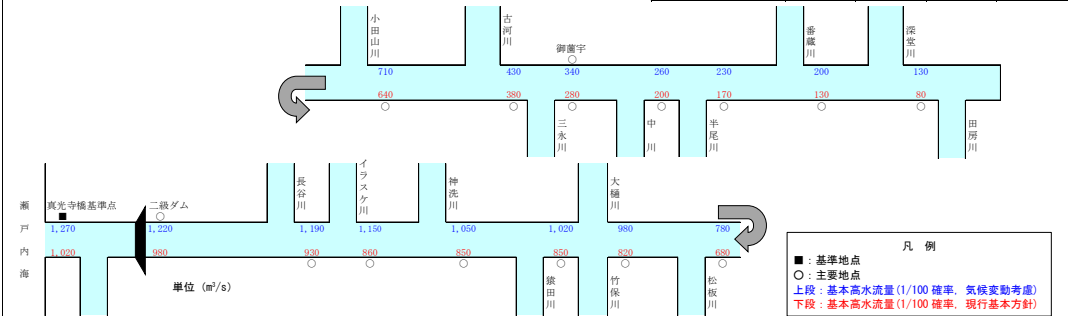 小田山川
古河川
御薗宇
番蔵川
深堂川
710 430 340 260 230 200 130
640 380 280 200 170 130 80
三永川
中川
半尾川
田房川
長谷川
イラスケ川
神洗川
大樋川
瀬戸内海
真光寺橋基準点
二級ダム
1,270 1,220 1,190 1,150 1,050 1,020 980 780
1,020 980 930 860 850 850 820 680
猿田川
竹保川
松板川
単位 (m³/s)
凡 例
■:基準地点
○:主要地点
上段:基本高水流量(1/100 確率, 気候変動考慮)
下段:基本高水流量(1/100 確率, 現行基本方針)